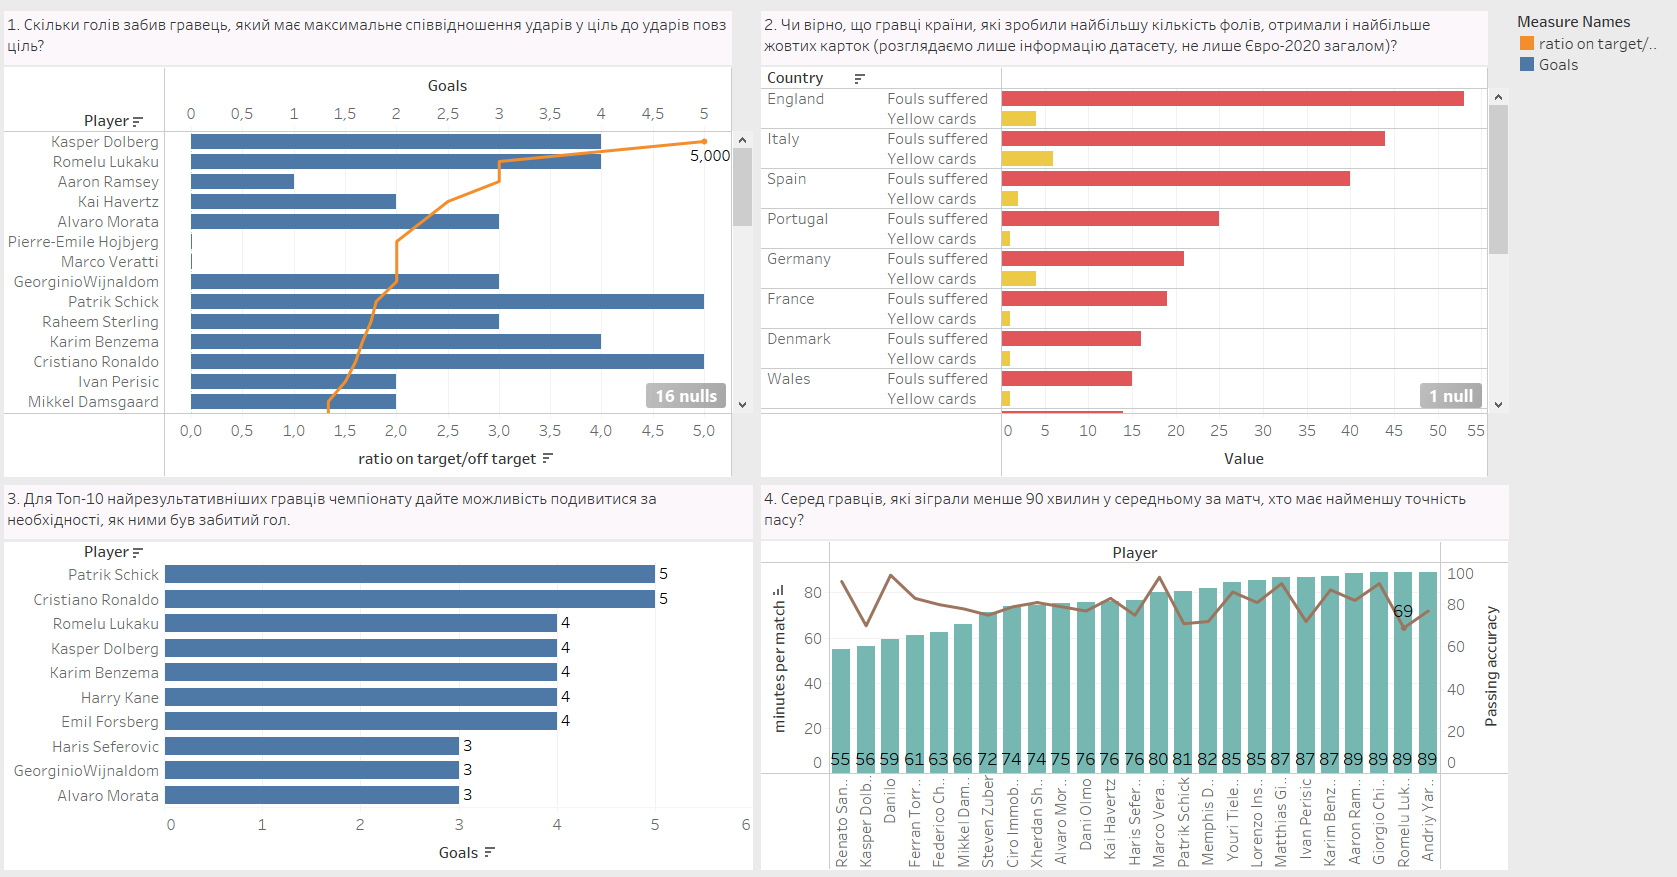 1. Скільки голів забив гравець, який має максимальне співвідношення ударів у ціль до ударів повз
ціль?
Goals
Player
0 0,5 1 1,5 2 2,5 3 3,5 4 4,5 5
Kasper Dolberg
5,000
Romelu Lukaku
Aaron Ramsey
Kai Havertz
Alvaro Morata
Pierre-Emile Hojbjerg
Marco Veratti
GeorginioWijnaldom
Patrik Schick
Raheem Sterling
Karim Benzema
Cristiano Ronaldo
Ivan Perisic
Mikkel Damsgaard
16 nulls
0,0 0,5 1,0 1,5 2,0 2,5 3,0 3,5 4,0 4,5 5,0
ratio on target/off target
2. Чи вірно, що гравці країни, які зробили найбільшу кількість фолів, отримали і найбільше
жовтих карток (розглядаємо лише інформацію датасету, не лише Євро-2020 загалом)?
Country
England Fouls suffered
Yellow cards
Italy Fouls suffered
Yellow cards
Spain Fouls suffered
Yellow cards
Portugal Fouls suffered
Yellow cards
Germany Fouls suffered
Yellow cards
France Fouls suffered
Yellow cards
Denmark Fouls suffered
Yellow cards
Wales Fouls suffered
Yellow cards
1 null
0 5 10 15 20 25 30 35 40 45 50 55
Value
Measure Names
ratio on target/..
Goals
3. Для Топ-10 найрезультативніших гравців чемпіонату дайте можливість подивитися за
необхідності, як ними був забитий гол.
Player
Patrik Schick 5
Cristiano Ronaldo 5
Romelu Lukaku 4
Kasper Dolberg 4
Karim Benzema 4
Harry Kane 4
Emil Forsberg 4
Haris Seferovic 3
GeorginioWijnaldom 3
Alvaro Morata 3
0 1 2 3 4 5 6
Goals
4. Серед гравців, які зіграли менше 90 хвилин у середньому за матч, хто має найменшу точність
пасу?
Player
minutes per match
80
60
40
20
0
69
55 56 59 61 63 66 72 74 74 75 76 76 76 80 81 82 85 85 87 87 87 89 89 89 89
100
80
60
40
20
0
Passing accuracy
Renato San..
Kasper Dolb..
Danilo
Ferran Torr..
Federico Ch..
Mikkel Dam..
Steven Zuber
Ciro Immob..
Xherdan Sh..
Alvaro Mor..
Dani Olmo
Kai Havertz
Haris Sefer..
Marco Vera..
Patrik Schick
Memphis D..
Youri Tiele..
Lorenzo Ins..
Matthias Gi..
Ivan Perisic
Karim Benz..
Aaron Ram..
Giorgio Chi..
Romelu Luk..
Andriy Yar..